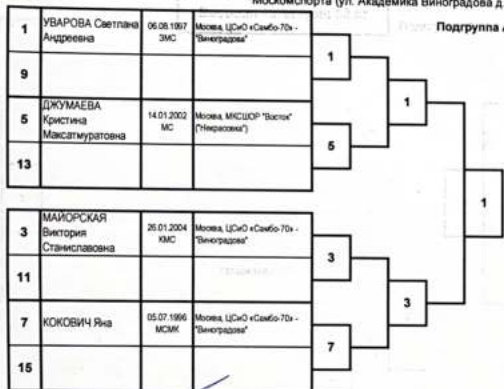 Москомспорта (ул. Академика Виноградова д.
Подгруппа А
1 УВАРОВА Светлана Андреевна 06.08.1997 ЗМС Москва, ЦСиО «Самбо-70» - "Виноградова"
1
9
1
5 ДЖУМАЕВА Кристина Максатмуратовна 14.01.2002 МС Москва, МКСШОР "Восток" ("Некрасовка")
5
13
1
3 МАЙОРСКАЯ Виктория Станиславовна 26.01.2004 КМС Москва, ЦСиО «Самбо-70» - "Виноградова"
3
11
3
7 КОКОВИЧ Яна 05.07.1996 МСМК Москва, ЦСиО «Самбо-70» - "Виноградова"
7
15